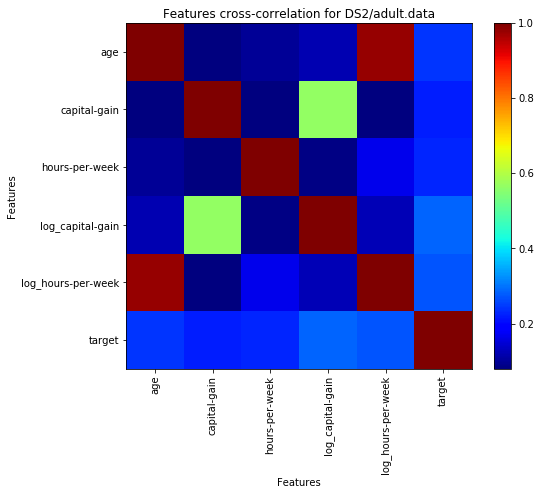 Features cross-correlation for DS2/adult.data
Features
age
capital-gain
hours-per-week
log_capital-gain
log_hours-per-week
target
age
capital-gain
hours-per-week
log_capital-gain
log_hours-per-week
target
Features
1.0
0.8
0.6
0.4
0.2